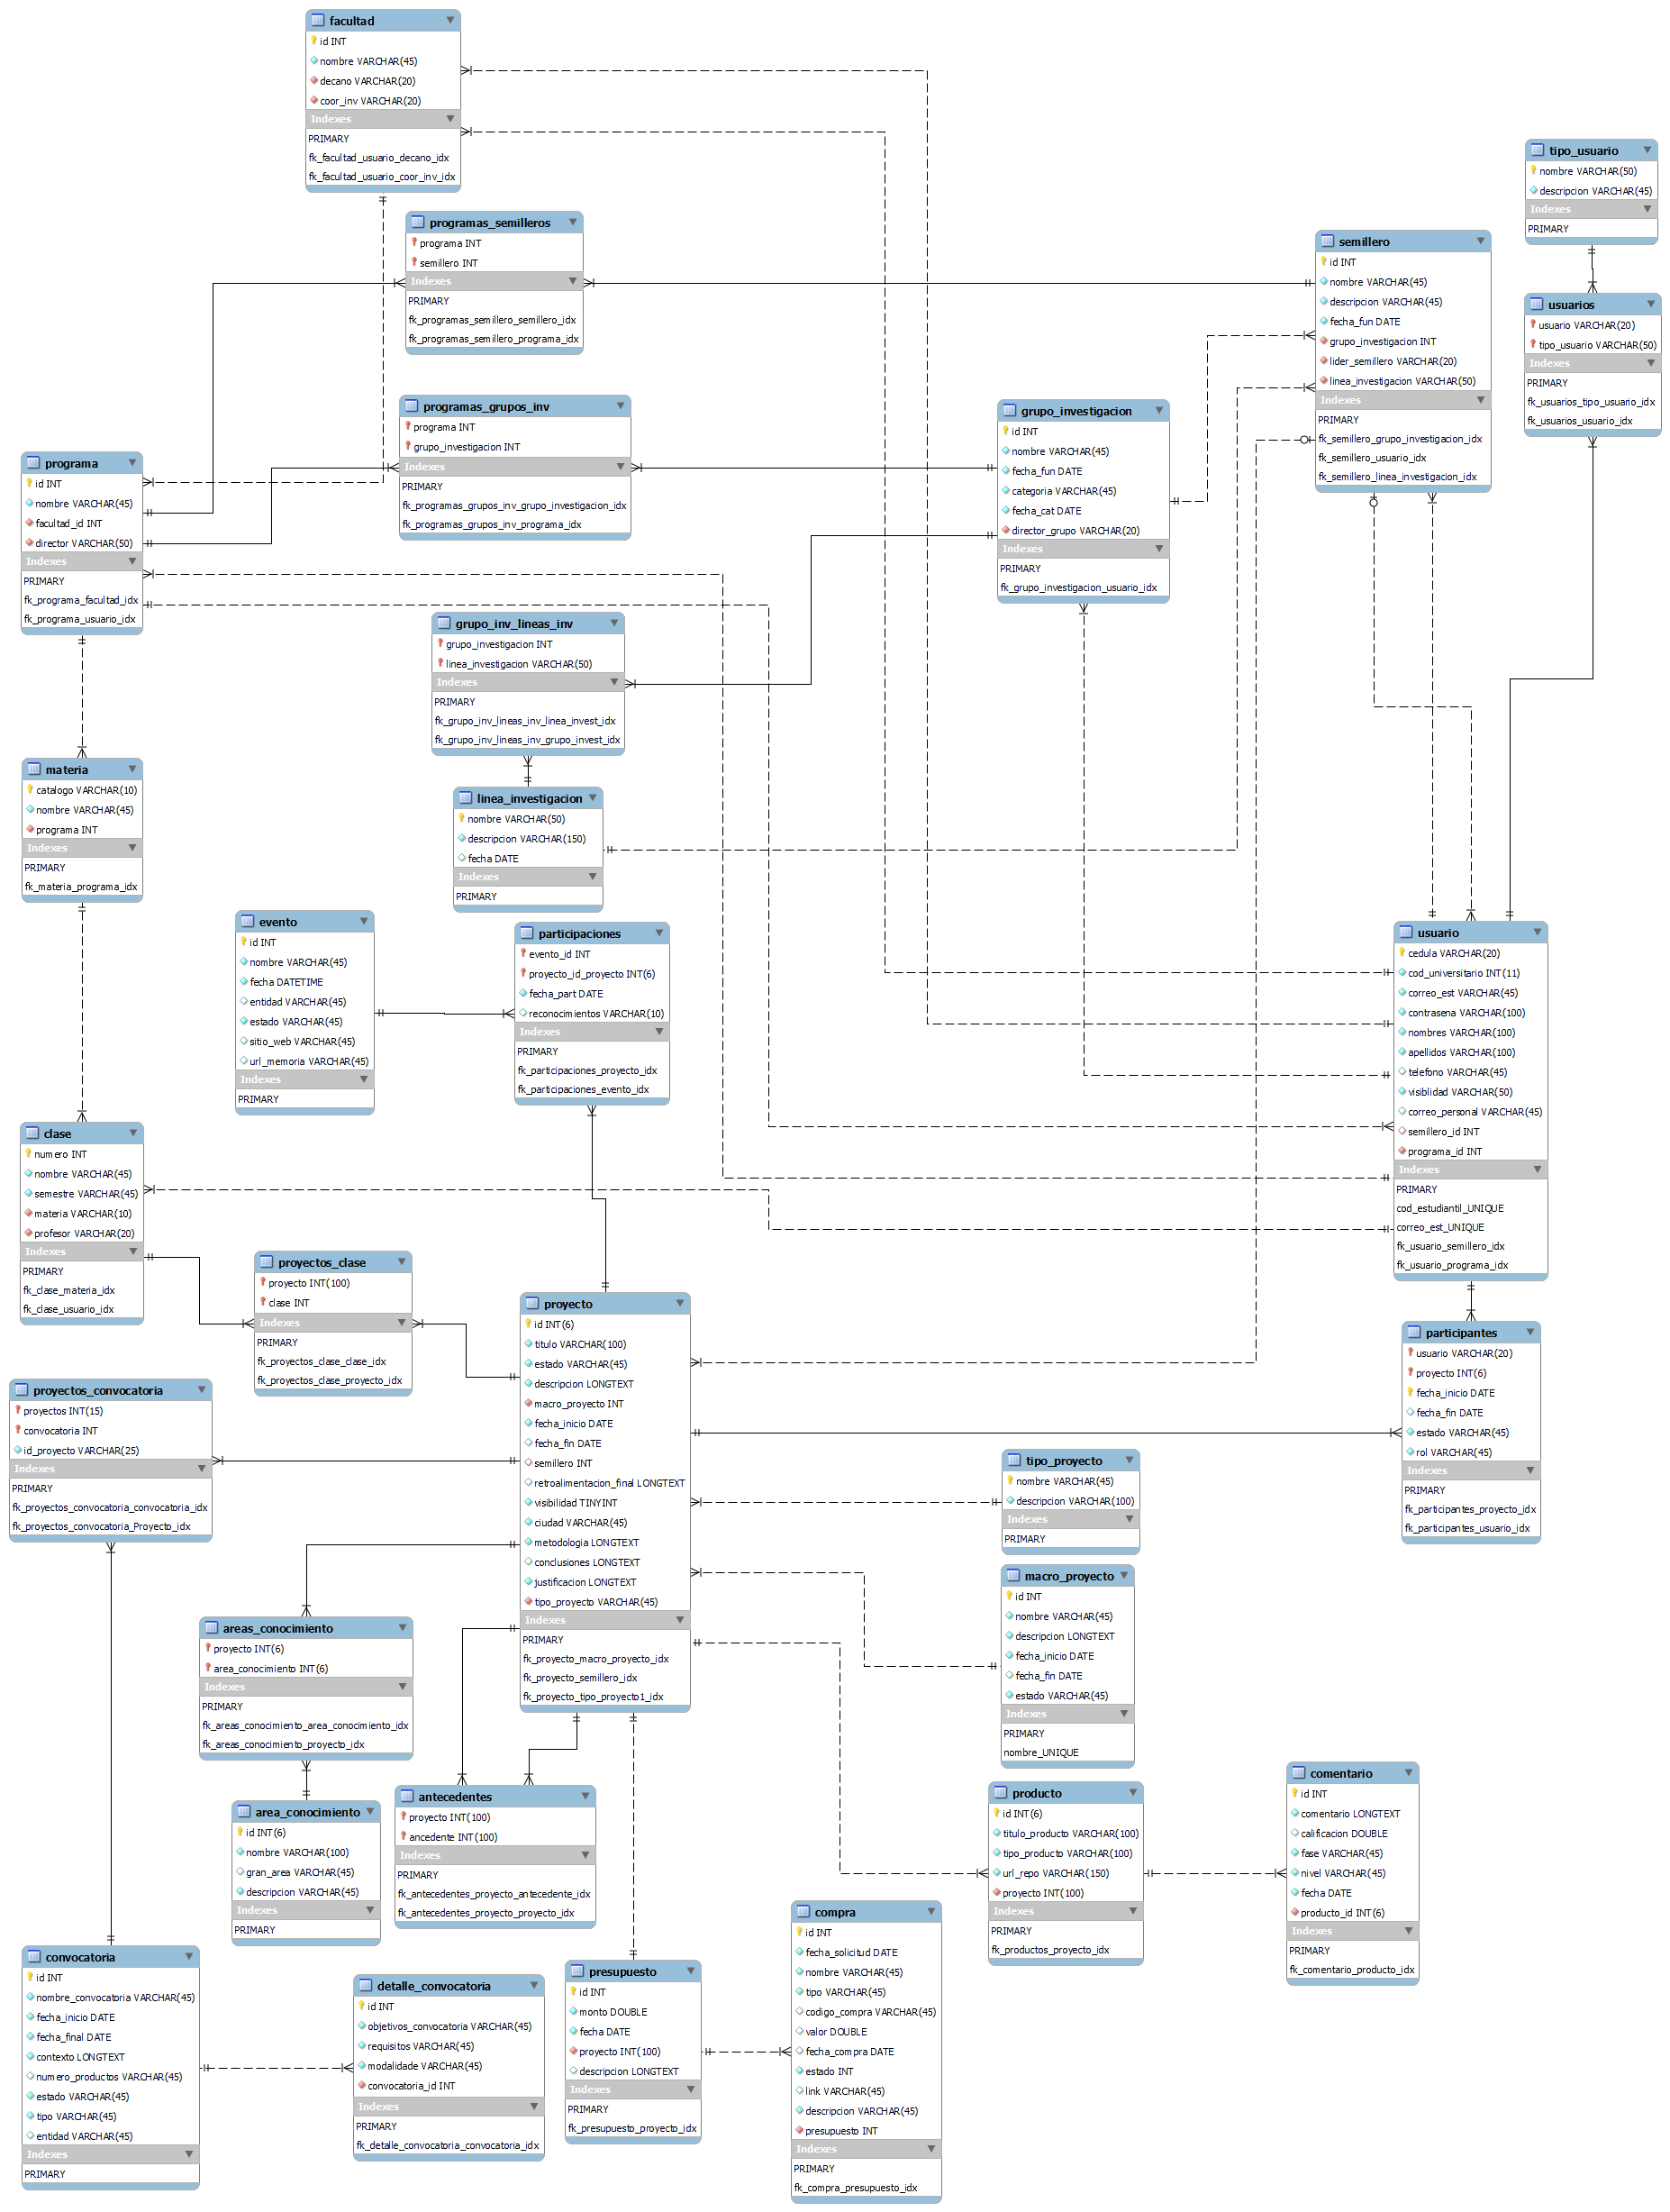 facultad
id INT
nombre VARCHAR(45)
decano VARCHAR(20)
coor_inv VARCHAR(20)
Indexes
PRIMARY
fk_facultad_usuario_decano_idx
fk_facultad_usuario_coor_inv_idx
programas_semilleros
programa INT
semillero INT
Indexes
PRIMARY
fk_programas_semillero_semillero_idx
fk_programas_semillero_programa_idx
tipo_usuario
nombre VARCHAR(50)
descripcion VARCHAR(45)
Indexes
PRIMARY
semillero
id INT
nombre VARCHAR(45)
descripcion VARCHAR(45)
fecha_fun DATE
grupo_investigacion INT
lider_semillero VARCHAR(20)
linea_investigacion VARCHAR(50)
Indexes
PRIMARY
fk_semillero_grupo_investigacion_idx
fk_semillero_usuario_idx
fk_semillero_linea_investigacion_idx
usuarios
usuario VARCHAR(20)
tipo_usuario VARCHAR(50)
Indexes
PRIMARY
fk_usuarios_tipo_usuario_idx
fk_usuarios_usuario_idx
programas_grupos_inv
programa INT
grupo_investigacion INT
Indexes
PRIMARY
fk_programas_grupos_inv_grupo_investigacion_idx
fk_programas_grupos_inv_programa_idx
grupo_investigacion
id INT
nombre VARCHAR(45)
fecha_fun DATE
categoria VARCHAR(45)
fecha_cat DATE
director_grupo VARCHAR(20)
Indexes
PRIMARY
fk_grupo_investigacion_usuario_idx
programa
id INT
nombre VARCHAR(45)
facultad_id INT
director VARCHAR(50)
Indexes
PRIMARY
fk_programa_facultad_idx
fk_programa_usuario_idx
grupo_inv_lineas_inv
grupo_investigacion INT
linea_investigacion VARCHAR(50)
Indexes
PRIMARY
fk_grupo_inv_lineas_inv_linea_invest_idx
fk_grupo_inv_lineas_inv_grupo_invest_idx
materia
catalogo VARCHAR(10)
nombre VARCHAR(45)
programa INT
Indexes
PRIMARY
fk_materia_programa_idx
linea_investigacion
nombre VARCHAR(50)
descripcion VARCHAR(150)
fecha DATE
Indexes
PRIMARY
evento
id INT
nombre VARCHAR(45)
fecha DATETIME
entidad VARCHAR(45)
estado VARCHAR(45)
sitio_web VARCHAR(45)
url_memoria VARCHAR(45)
Indexes
PRIMARY
participaciones
evento_id INT
proyecto_id_proyecto INT(6)
fecha_part DATE
reconocimientos VARCHAR(10)
Indexes
PRIMARY
fk_participaciones_proyecto_idx
fk_participaciones_evento_idx
usuario
cedula VARCHAR(20)
cod_universitario INT(11)
correo_est VARCHAR(45)
contrasena VARCHAR(100)
nombres VARCHAR(100)
apellidos VARCHAR(100)
telefono VARCHAR(45)
visiblidad VARCHAR(50)
correo_personal VARCHAR(45)
semillero_id INT
programa_id INT
Indexes
PRIMARY
cod_estudiantil_UNIQUE
correo_est_UNIQUE
fk_usuario_semillero_idx
fk_usuario_programa_idx
clase
numero INT
nombre VARCHAR(45)
semestre VARCHAR(45)
materia VARCHAR(10)
profesor VARCHAR(20)
Indexes
PRIMARY
fk_clase_materia_idx
fk_clase_usuario_idx
proyectos_clase
proyecto INT(100)
clase INT
Indexes
PRIMARY
fk_proyectos_clase_clase_idx
fk_proyectos_clase_proyecto_idx
proyecto
id INT(6)
titulo VARCHAR(100)
estado VARCHAR(45)
descripcion LONGTEXT
macro_proyecto INT
fecha_inicio DATE
fecha_fin DATE
semillero INT
retroalimentacion_final LONGTEXT
visibilidad TINYINT
ciudad VARCHAR(45)
metodologia LONGTEXT
conclusiones LONGTEXT
justificacion LONGTEXT
tipo_proyecto VARCHAR(45)
Indexes
PRIMARY
fk_proyecto_macro_proyecto_idx
fk_proyecto_semillero_idx
fk_proyecto_tipo_proyecto1_idx
participantes
usuario VARCHAR(20)
proyecto INT(6)
fecha_inicio DATE
fecha_fin DATE
estado VARCHAR(45)
rol VARCHAR(45)
Indexes
PRIMARY
fk_participantes_proyecto_idx
fk_participantes_usuario_idx
proyectos_convocatoria
proyectos INT(15)
convocatoria INT
id_proyecto VARCHAR(25)
Indexes
PRIMARY
fk_proyectos_convocatoria_convocatoria_idx
fk_proyectos_convocatoria_Proyecto_idx
tipo_proyecto
nombre VARCHAR(45)
descripcion VARCHAR(100)
Indexes
PRIMARY
macro_proyecto
id INT
nombre VARCHAR(45)
descripcion LONGTEXT
fecha_inicio DATE
fecha_fin DATE
estado VARCHAR(45)
Indexes
PRIMARY
nombre_UNIQUE
areas_conocimiento
proyecto INT(6)
area_conocimiento INT(6)
Indexes
PRIMARY
fk_areas_conocimiento_area_conocimiento_idx
fk_areas_conocimiento_proyecto_idx
antecedentes
proyecto INT(100)
ancedente INT(100)
Indexes
PRIMARY
fk_antecedentes_proyecto_antecedente_idx
fk_antecedentes_proyecto_proyecto_idx
area_conocimiento
id INT(6)
nombre VARCHAR(100)
gran_area VARCHAR(45)
descripcion VARCHAR(45)
Indexes
PRIMARY
producto
id INT(6)
titulo_producto VARCHAR(100)
tipo_producto VARCHAR(100)
url_repo VARCHAR(150)
proyecto INT(100)
Indexes
PRIMARY
fk_productos_proyecto_idx
comentario
id INT
comentario LONGTEXT
calificacion DOUBLE
fase VARCHAR(45)
nivel VARCHAR(45)
fecha DATE
producto_id INT(6)
Indexes
PRIMARY
fk_comentario_producto_idx
convocatoria
id INT
nombre_convocatoria VARCHAR(45)
fecha_inicio DATE
fecha_final DATE
contexto LONGTEXT
numero_productos VARCHAR(45)
estado VARCHAR(45)
tipo VARCHAR(45)
entidad VARCHAR(45)
Indexes
PRIMARY
detalle_convocatoria
id INT
objetivos_convocatoria VARCHAR(45)
requisitos VARCHAR(45)
modalidade VARCHAR(45)
convocatoria_id INT
Indexes
PRIMARY
fk_detalle_convocatoria_convocatoria_idx
presupuesto
id INT
monto DOUBLE
fecha DATE
proyecto INT(100)
descripcion LONGTEXT
Indexes
PRIMARY
fk_presupuesto_proyecto_idx
compra
id INT
fecha_solicitud DATE
nombre VARCHAR(45)
tipo VARCHAR(45)
codigo_compra VARCHAR(45)
valor DOUBLE
fecha_compra DATE
estado INT
link VARCHAR(45)
descripcion VARCHAR(45)
presupuesto INT
Indexes
PRIMARY
fk_compra_presupuesto_idx